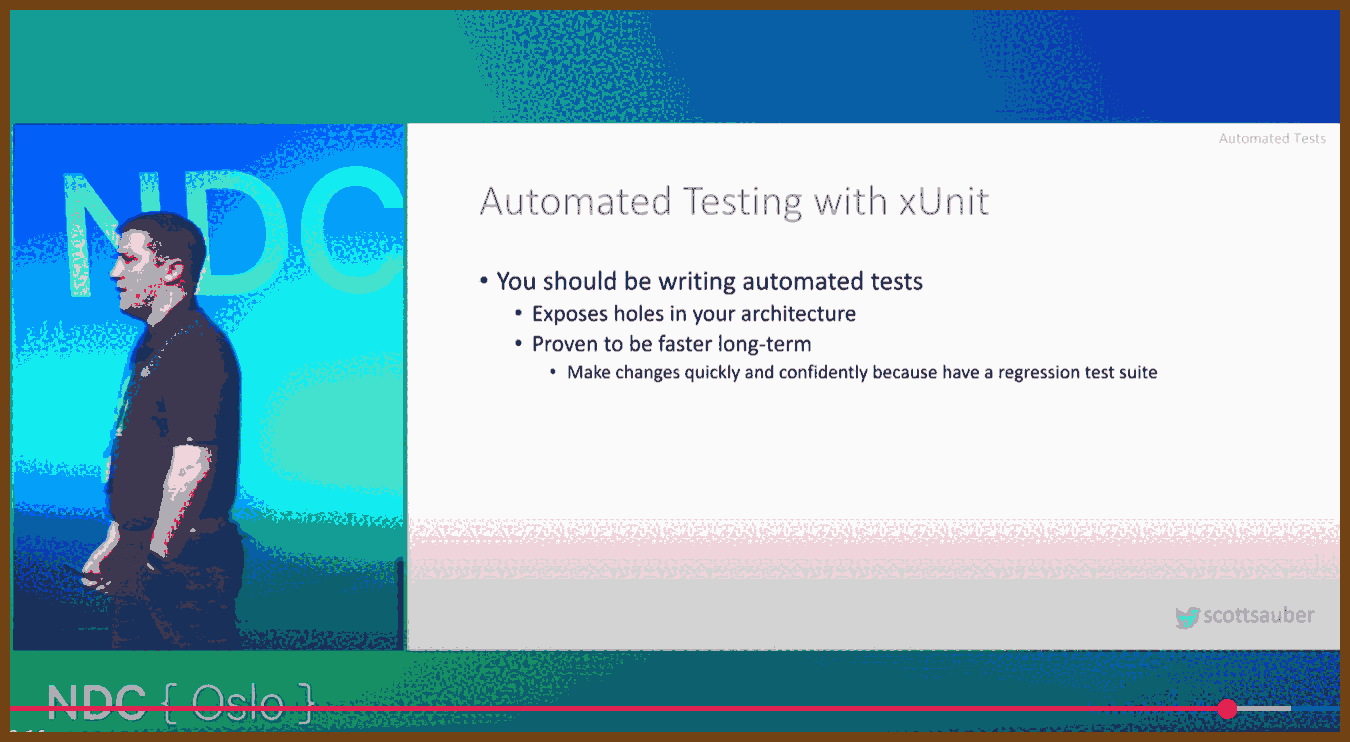 NDC
Automated Tests
Automated Testing with xUnit
• You should be writing automated tests
• Exposes holes in your architecture
• Proven to be faster long-term
• Make changes quickly and confidently because have a regression test suite
scottsauber
NDC { Oslo }